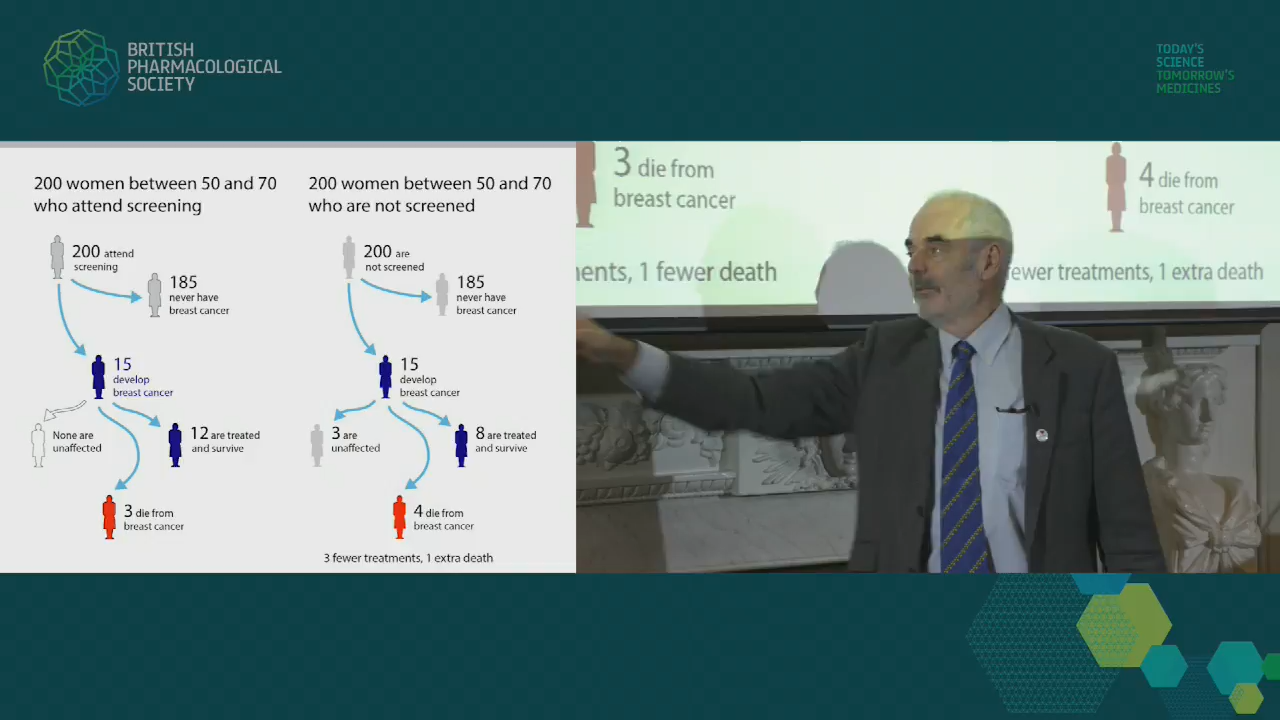 BRITISH
PHARMACOLOGICAL
SOCIETY
TODAY'S
SCIENCE
TOMORROW'S
MEDICINES
200 women between 50 and 70
who attend screening
200 attend
screening
185
never have
breast cancer
15
develop
breast cancer
None are
unaffected
12 are treated
and survive
3 die from
breast cancer
200 women between 50 and 70
who are not screened
200 are
not screened
185
never have
breast cancer
15
develop
breast cancer
3 are
unaffected
8 are treated
and survive
4 die from
breast cancer
3 fewer treatments, 1 extra death
3 die from
breast cancer
ents, 1 fewer death
4 die from
breast cancer
ewer treatments, 1 extra death